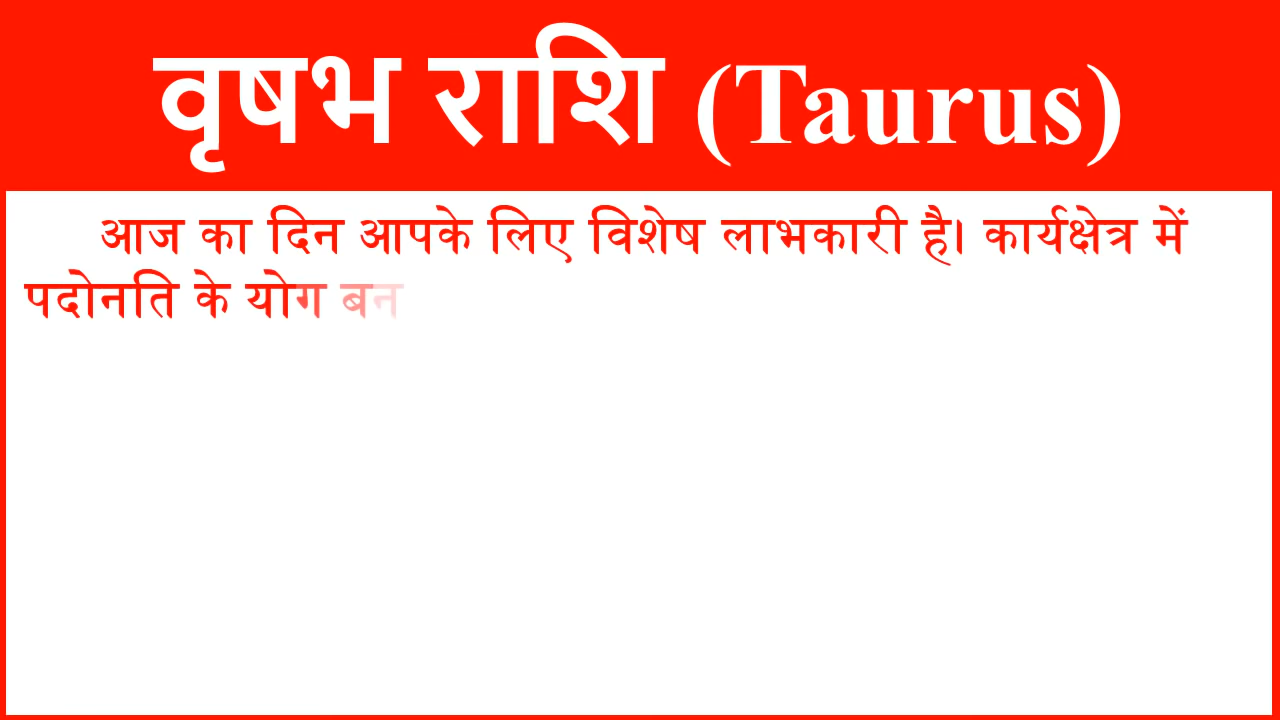 वृषभ राशि (Taurus)
आज का दिन आपके लिए विशेष लाभकारी है। कार्यक्षेत्र में
पदोनति के योग बन